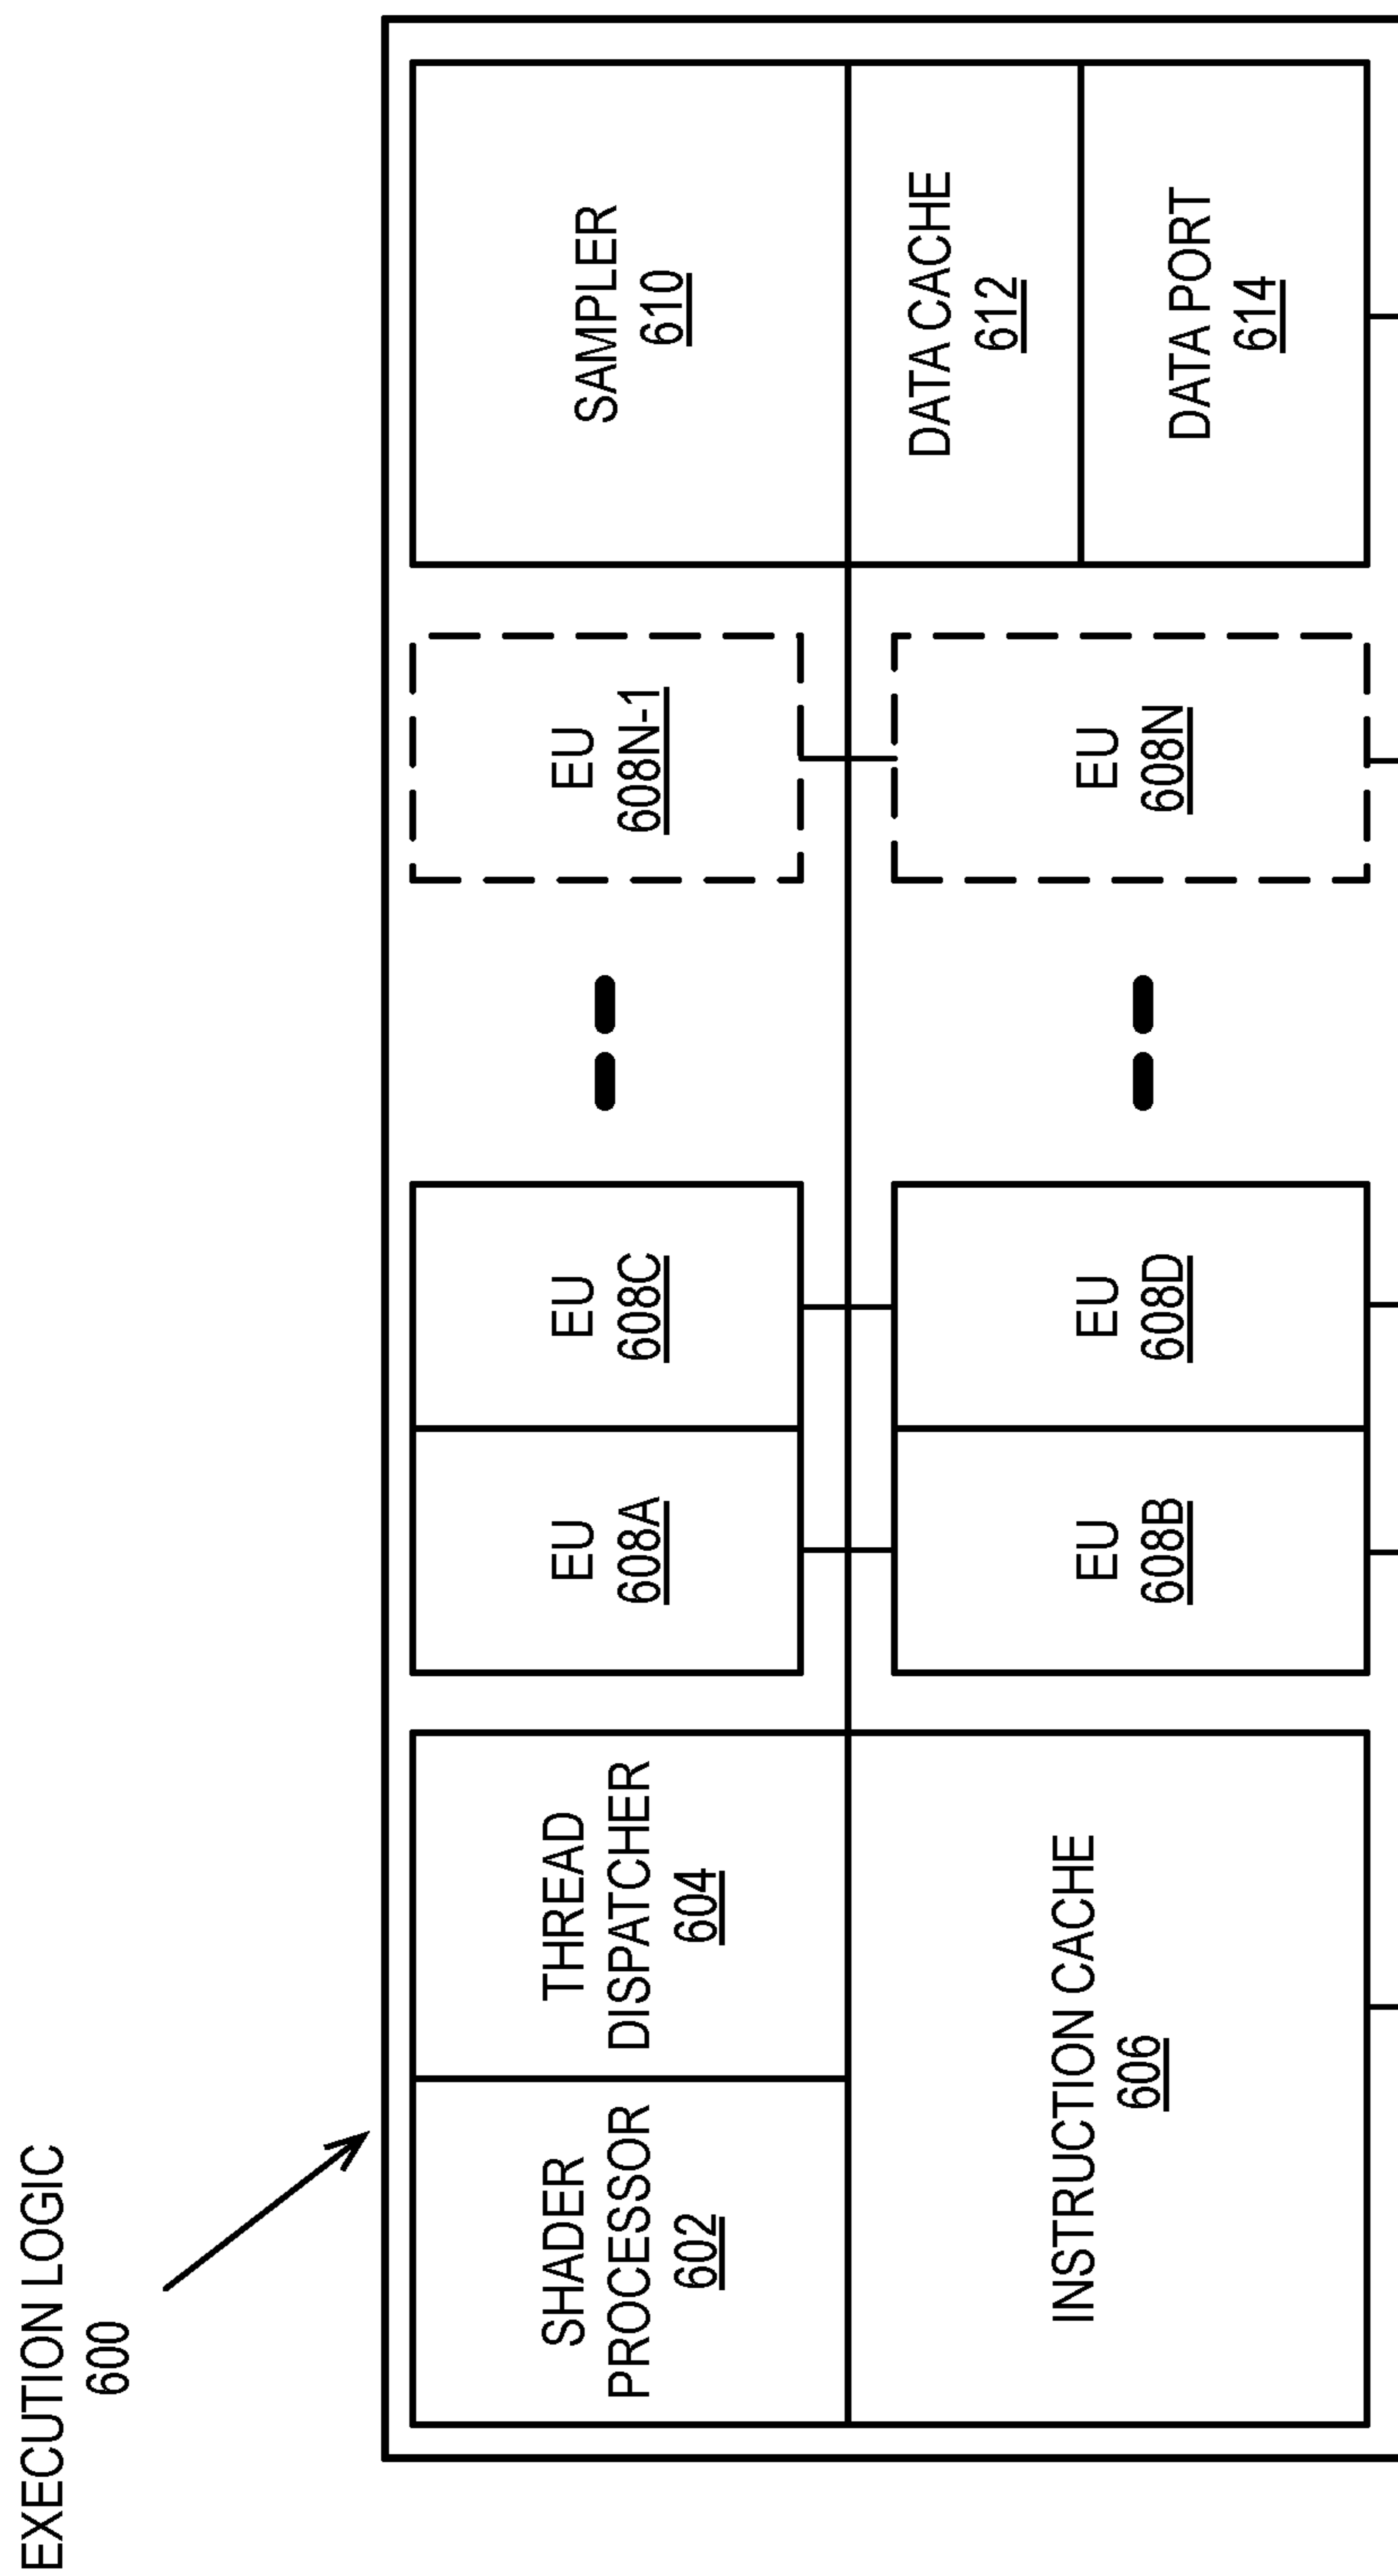 EXECUTION LOGIC
600
SHADER
PROCESSOR
602
THREAD
DISPATCHER
604
INSTRUCTION CACHE
606
EU
608A
EU
608C
EU
608B
EU
608D
EU
608N-1
EU
608N
SAMPLER
610
DATA CACHE
612
DATA PORT
614